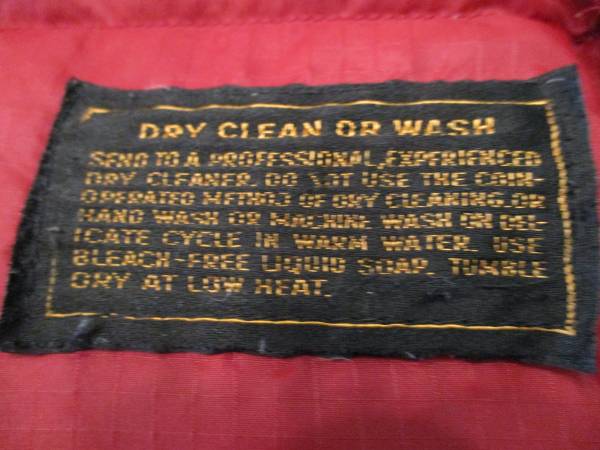 DRY CLEAN OR WASH
SEND TO A PROFESSIONAL, EXPERIENCED
DRY CLEANER. DO NOT USE THE COIN-
OPERATED METHOD OF DRY CLEANING. OR
HAND WASH OR MACHINE WASH ON DEL-
ICATE CYCLE IN WARM WATER. USE
BLEACH-FREE LIQUID SOAP. TUMBLE
DRY AT LOW HEAT.